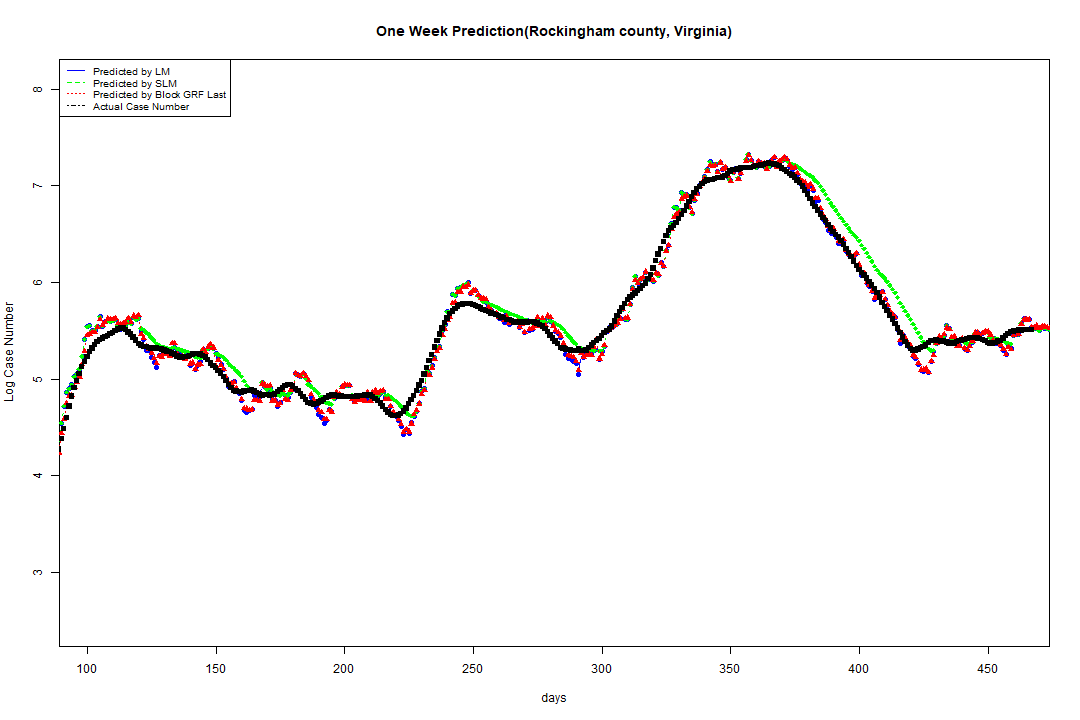 One Week Prediction(Rockingham county, Virginia)
Predicted by LM
Predicted by SLM
Predicted by Block GRF Last
Actual Case Number
8
7
6
5
4
3
Log Case Number
100 150 200 250 300 350 400 450
days